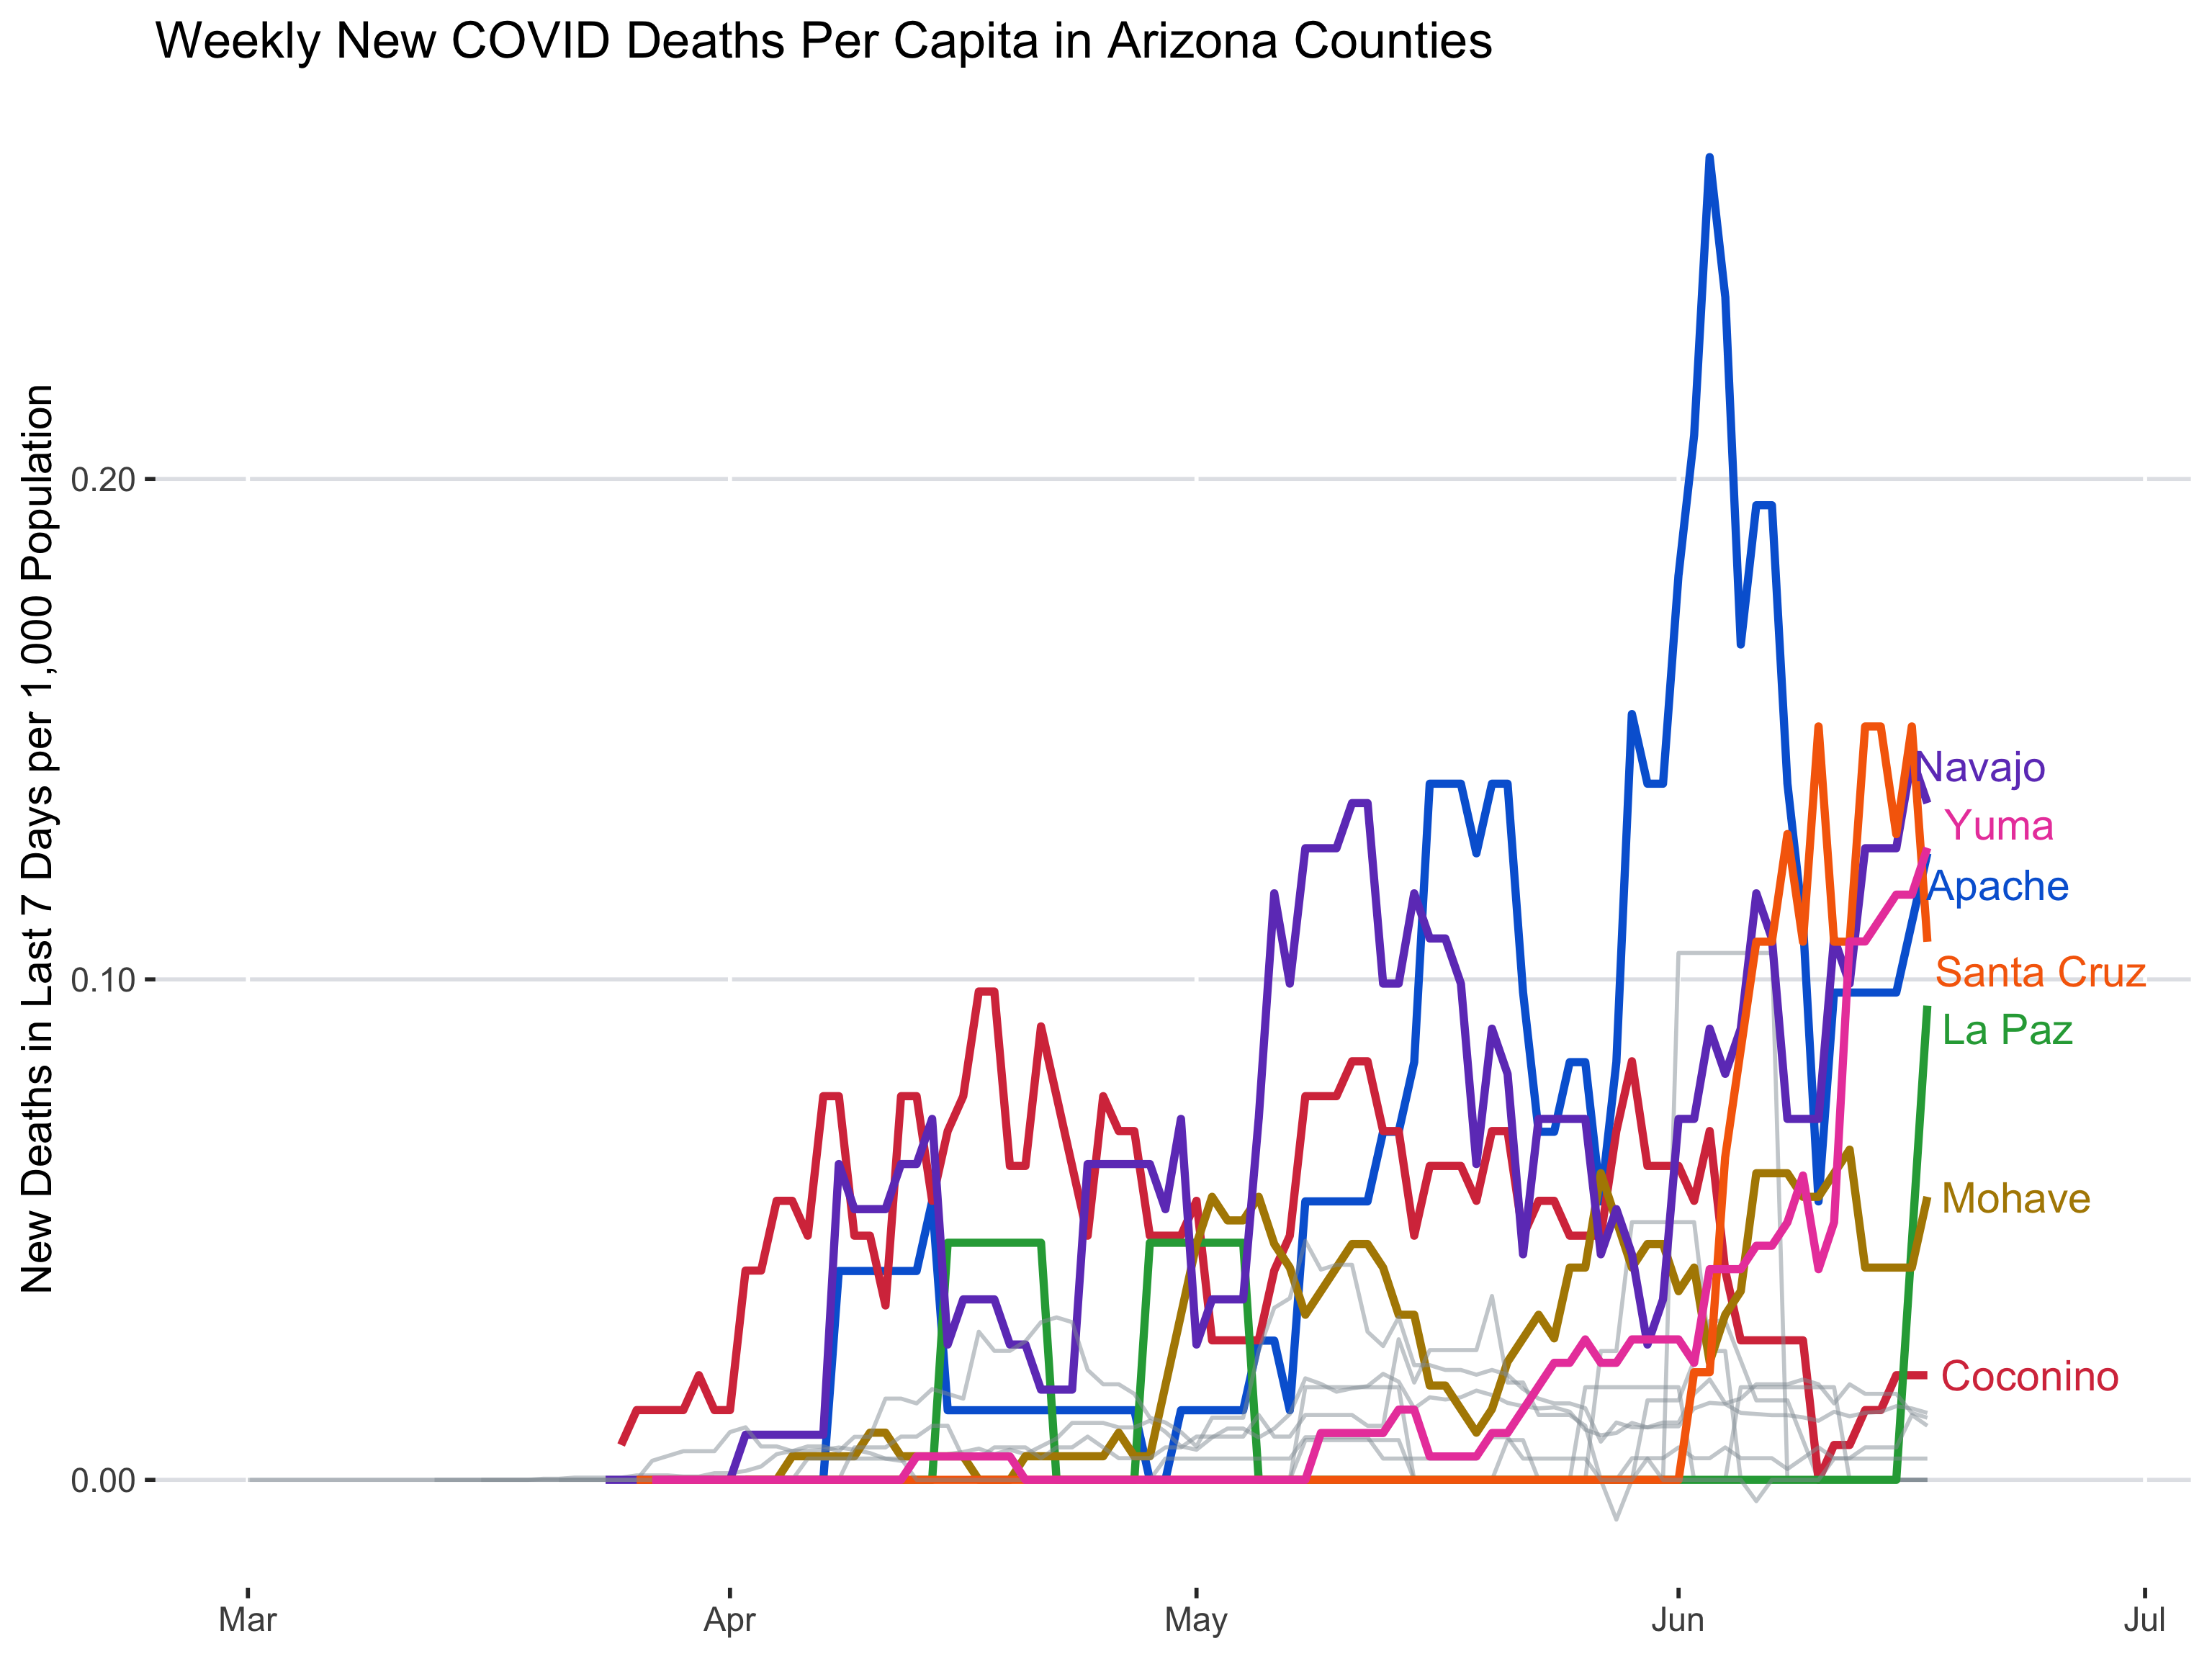 Weekly New COVID Deaths Per Capita in Arizona Counties
New Deaths in Last 7 Days per 1,000 Population
0.20
0.10
0.00
Navajo
Yuma
Apache
Santa Cruz
La Paz
Mohave
Coconino
Mar
Apr
May
Jun
Jul